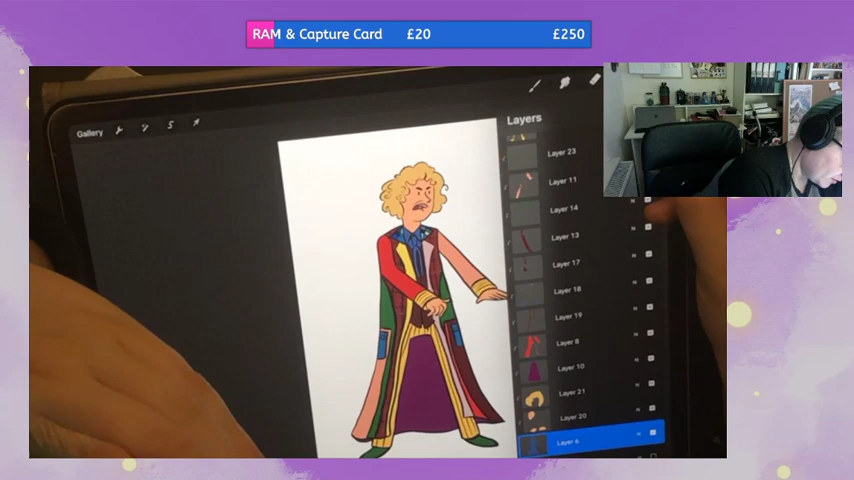 RAM & Capture Card £20 £250
Gallery
Layers
Layer 23
Layer 11
Layer 14
Layer 13
Layer 17
Layer 18
Layer 19
Layer 8
Layer 10
Layer 21
Layer 20
Layer 6